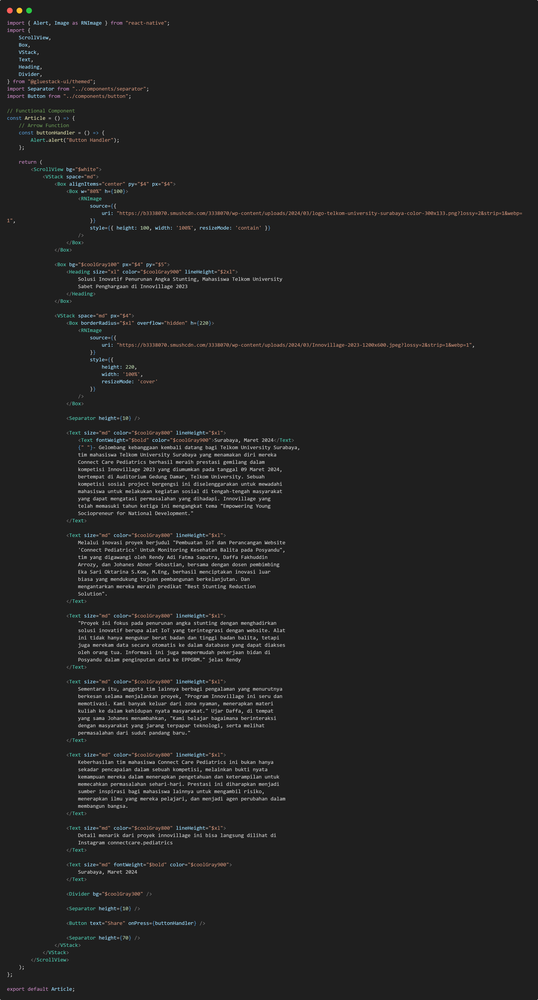 import { Alert, Image as RNImage } from "react-native";
import {
    ScrollView,
    Box,
    VStack,
    Text,
    Heading,
    Divider,
} from "@gluestack-ui/themed";
import Separator from "../components/separator";
import Button from "../components/button";

// Functional Component
const Article = () => {
    // Arrow Function
    const buttonHandler = () => {
        Alert.alert("Button Handler");
    };

    return (
        <ScrollView bg="$white">
            <VStack space="md">
                <Box alignItems="center" py="$4" px="$4">
                    <Box w="80%" h={100}>
                        <RNImage
                            source={{
                                uri: "https://b3338070.smushcdn.com/3338070/wp-content/uploads/2024/03/logo-telkom-university-surabaya-color-300x133.png?lossy=2&strip=1&webp=
1",                         }}
                            style={{ height: 100, width: '100%', resizeMode: 'contain' }}
                        />
                    </Box>
                </Box>

                <Box bg="$coolGray100" px="$4" py="$5">
                    <Heading size="xl" color="$coolGray900" lineHeight="$2xl">
                        Solusi Inovatif Penurunan Angka Stunting, Mahasiswa Telkom University
                        Sabet Penghargaan di Innovillage 2023
                    </Heading>
                </Box>

                <VStack space="md" px="$4">
                    <Box borderRadius="$xl" overflow="hidden" h={220}>
                        <RNImage
                            source={{
                                uri: "https://b3338070.smushcdn.com/3338070/wp-content/uploads/2024/03/Innovillage-2023-1200x600.jpeg?lossy=2&strip=1&webp=1",
                            }}
                            style={{
                                height: 220,
                                width: '100%',
                                resizeMode: 'cover'
                            }}
                        />
                    </Box>

                    <Separator height={10} />

                    <Text size="md" color="$coolGray800" lineHeight="$xl">
                        <Text fontWeight="$bold" color="$coolGray900">Surabaya, Maret 2024</Text>
                        {" "}- Gelombang kebanggaan kembali datang bagi Telkom University Surabaya,
                        tim mahasiswa Telkom University Surabaya yang menamakan diri mereka
                        Connect Care Pediatrics berhasil meraih prestasi gemilang dalam
                        kompetisi Innovillage 2023 yang diumumkan pada tanggal 09 Maret 2024,
                        bertempat di Auditorium Gedung Damar, Telkom University. Sebuah
                        kompetisi sosial project bergengsi ini diselenggarakan untuk mewadahi
                        mahasiswa untuk melakukan kegiatan sosial di tengah-tengah masyarakat
                        yang dapat mengatasi permasalahan yang dihadapi. Innovillage yang
                        telah memasuki tahun ketiga ini mengangkat tema "Empowering Young
                        Sociopreneur for National Development."
                    </Text>

                    <Text size="md" color="$coolGray800" lineHeight="$xl">
                        Melalui inovasi proyek berjudul "Pembuatan IoT dan Perancangan Website
                        'Connect Pediatrics' Untuk Monitoring Kesehatan Balita pada Posyandu",
                        tim yang digawangi oleh Rendy Adi Fatma Saputra, Daffa Fakhuddin
                        Arrozy, dan Johanes Abner Sebastian, bersama dengan dosen pembimbing
                        Eka Sari Oktarina S.Kom, M.Eng, berhasil menciptakan inovasi luar
                        biasa yang mendukung tujuan pembangunan berkelanjutan. Dan
                        mengantarkan mereka meraih predikat "Best Stunting Reduction
                        Solution".
                    </Text>

                    <Text size="md" color="$coolGray800" lineHeight="$xl">
                        "Proyek ini fokus pada penurunan angka stunting dengan menghadirkan
                        solusi inovatif berupa alat IoT yang terintegrasi dengan website. Alat
                        ini tidak hanya mengukur berat badan dan tinggi badan balita, tetapi
                        juga merekam data secara otomatis ke dalam database yang dapat diakses
                        oleh orang tua. Informasi ini juga mempermudah pekerjaan bidan di
                        Posyandu dalam penginputan data ke EPPGBM." jelas Rendy
                    </Text>

                    <Text size="md" color="$coolGray800" lineHeight="$xl">
                        Sementara itu, anggota tim lainnya berbagi pengalaman yang menurutnya
                        berkesan selama menjalankan proyek, "Program Innovillage ini seru dan
                        memotivasi. Kami banyak keluar dari zona nyaman, menerapkan materi
                        kuliah ke dalam kehidupan nyata masyarakat." Ujar Daffa, di tempat
                        yang sama Johanes menambahkan, "Kami belajar bagaimana berinteraksi
                        dengan masyarakat yang jarang terpapar teknologi, serta melihat
                        permasalahan dari sudut pandang baru."
                    </Text>

                    <Text size="md" color="$coolGray800" lineHeight="$xl">
                        Keberhasilan tim mahasiswa Connect Care Pediatrics ini bukan hanya
                        sekadar pencapaian dalam sebuah kompetisi, melainkan bukti nyata
                        kemampuan mereka dalam menerapkan pengetahuan dan keterampilan untuk
                        memecahkan permasalahan sehari-hari. Prestasi ini diharapkan menjadi
                        sumber inspirasi bagi mahasiswa lainnya untuk mengambil risiko,
                        menerapkan ilmu yang mereka pelajari, dan menjadi agen perubahan dalam
                        membangun bangsa.
                    </Text>

                    <Text size="md" color="$coolGray800" lineHeight="$xl">
                        Detail menarik dari proyek innovillage ini bisa langsung dilihat di
                        Instagram connectcare.pediatrics
                    </Text>

                    <Text size="md" fontWeight="$bold" color="$coolGray900">
                        Surabaya, Maret 2024
                    </Text>

                    <Divider bg="$coolGray300" />

                    <Separator height={10} />

                    <Button text="Share" onPress={buttonHandler} />

                    <Separator height={70} />
                </VStack>
            </VStack>
        </ScrollView>
    );
};

export default Article;